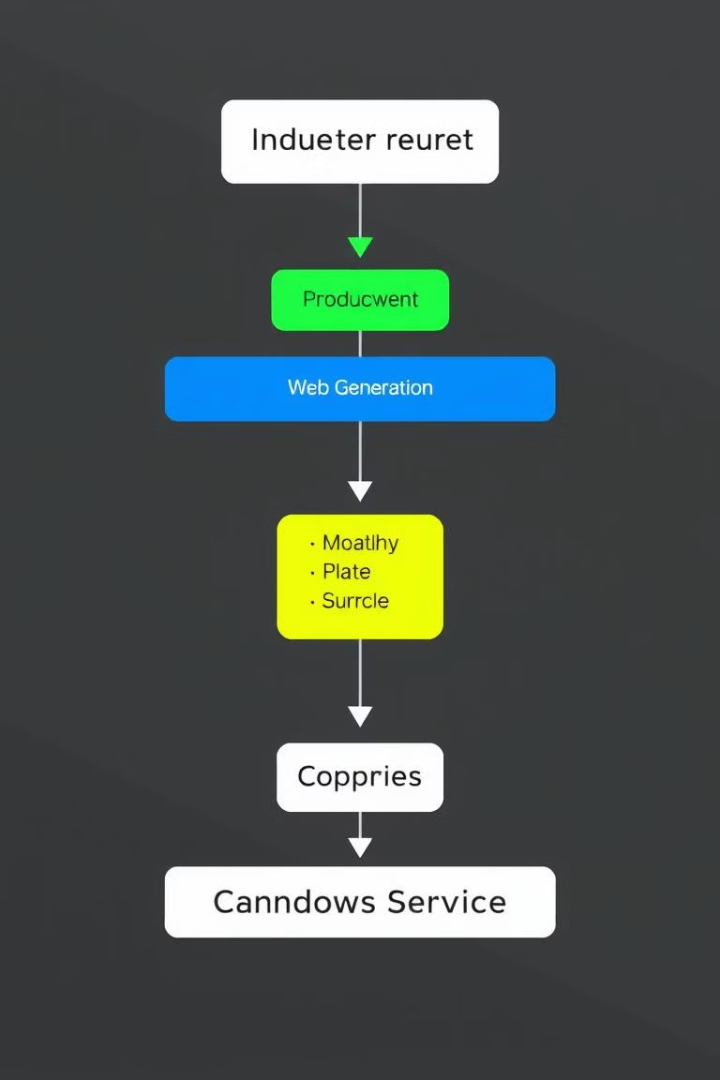 Indueter reuret
Producwent
Web Generation
· Moatlhy
· Plate
· Surrcle
Coppries
Canndows Service